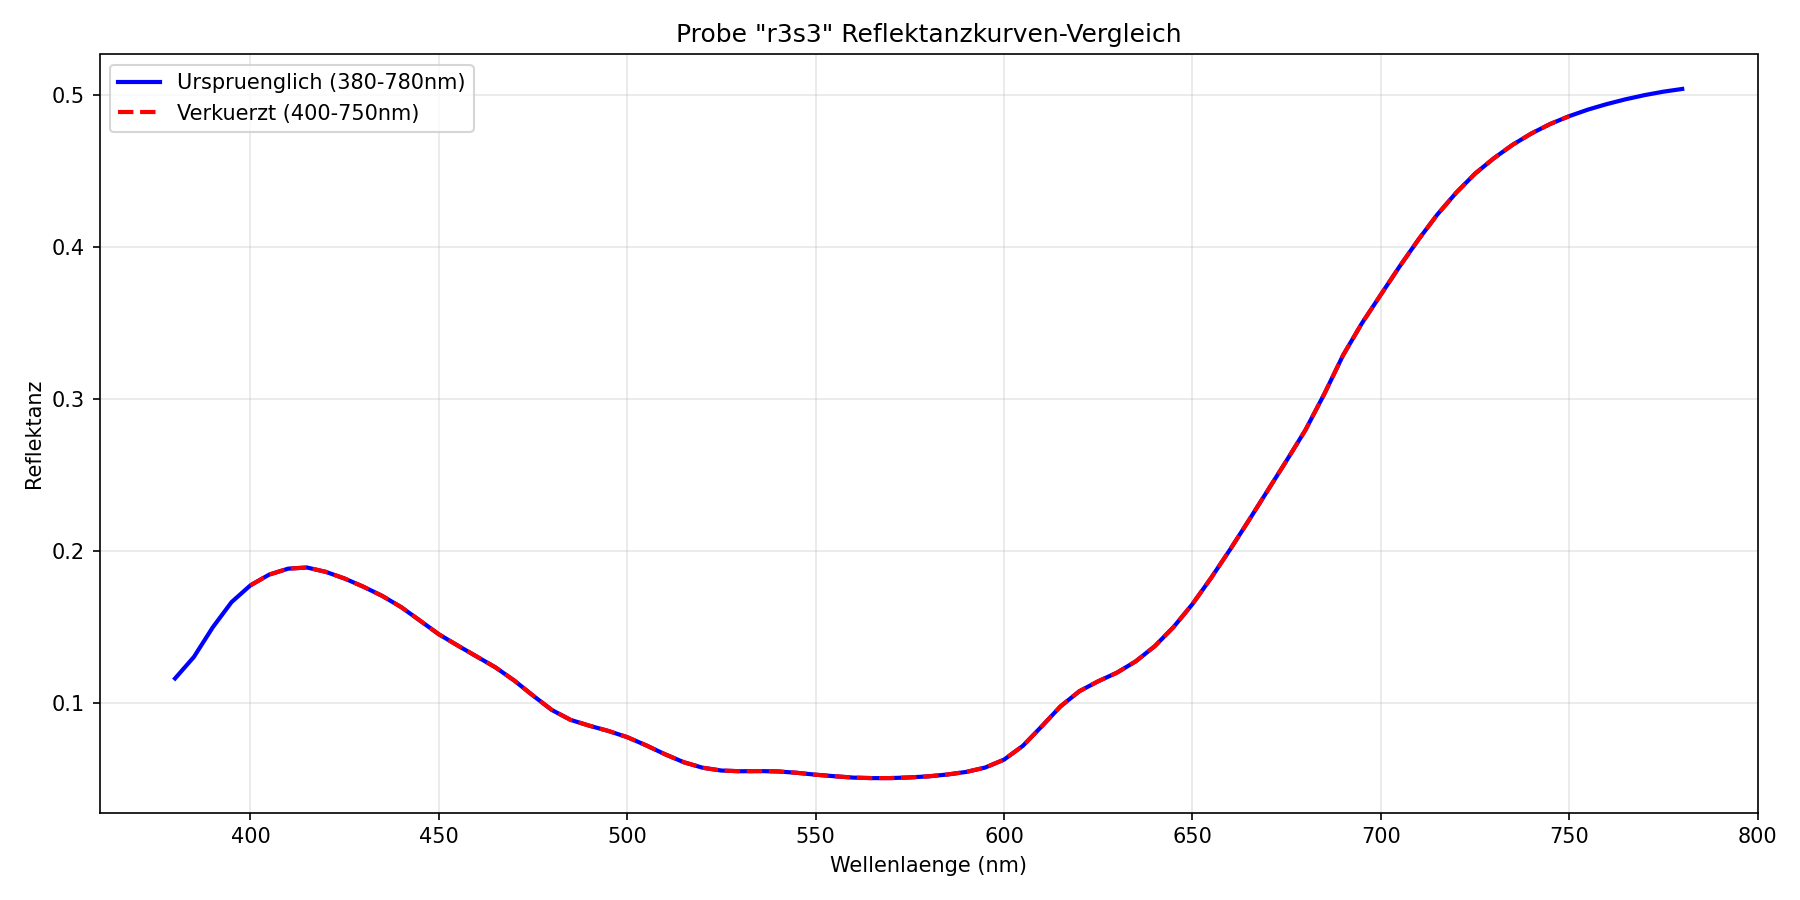 Probe "r3s3" Reflektanzkurven-Vergleich
Urspruenglich (380-780nm)
Verkuerzt (400-750nm)
0.5
0.4
0.3
0.2
0.1
Reflektanz
400 450 500 550 600 650 700 750 800
Wellenlaenge (nm)